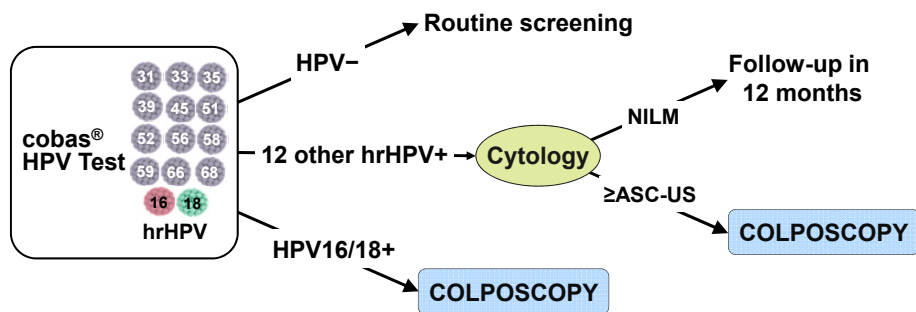 cobas®
HPV Test
31 33 35
39 45 51
52 56 58
59 66 68
16 18
hrHPV
HPV−
Routine screening
12 other hrHPV+
Cytology
NILM
Follow-up in
12 months
≥ASC-US
COLPOSCOPY
HPV16/18+
COLPOSCOPY